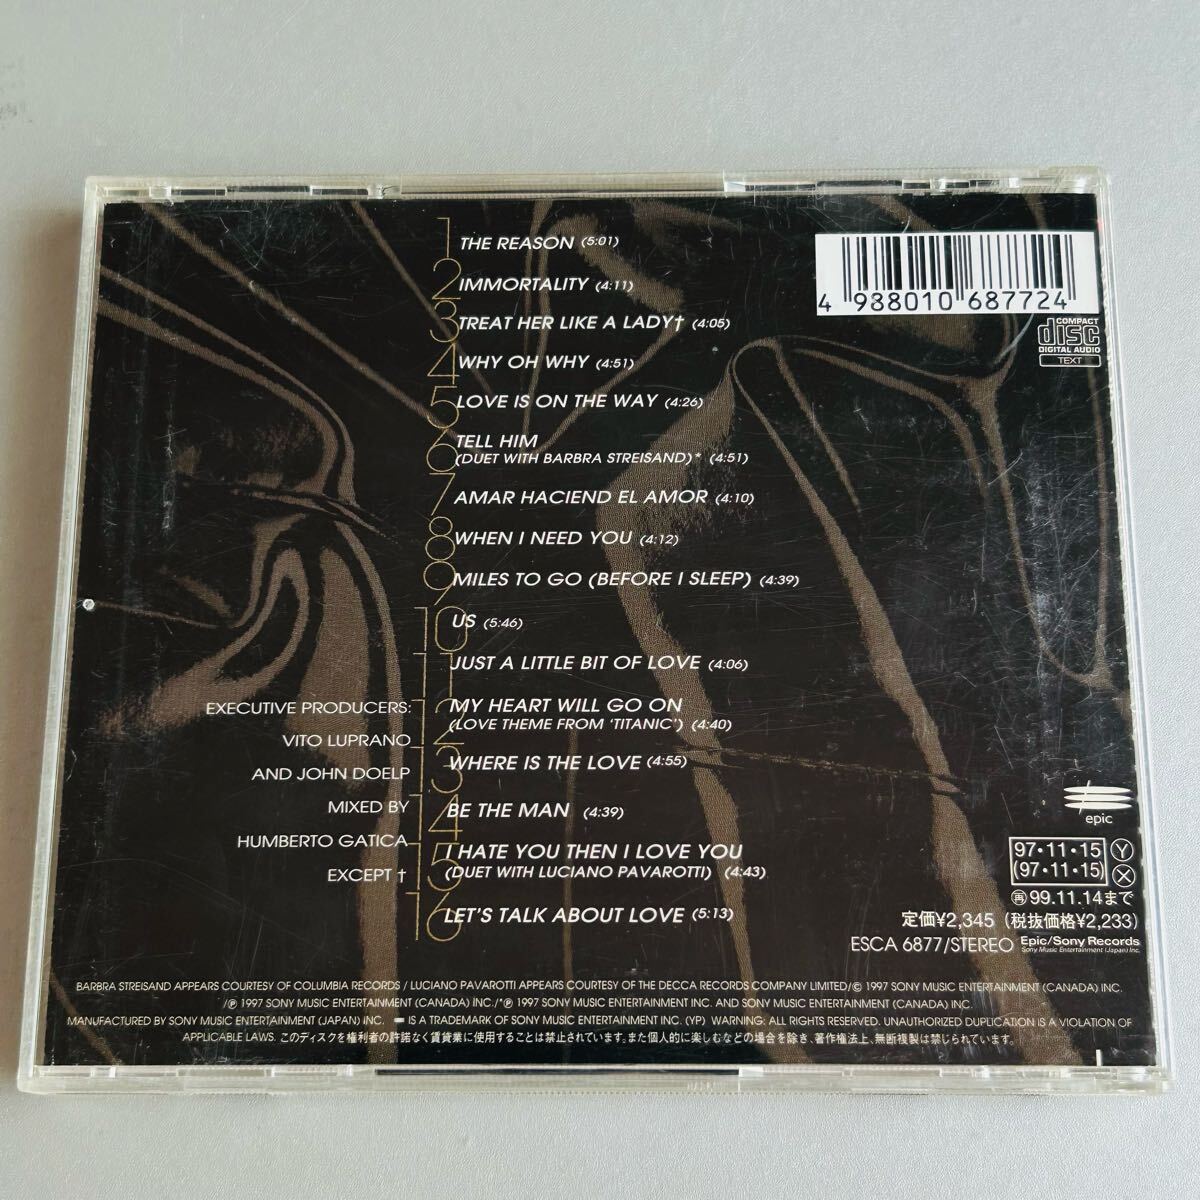 1 THE REASON (5:01)
2 IMMORTALITY (4:11)
3 TREAT HER LIKE A LADY† (4:05)
4 WHY OH WHY (4:51)
5 LOVE IS ON THE WAY (4:26)
6 TELL HIM
(DUET WITH BARBRA STREISAND)* (4:51)
7 AMAR HACIEND EL AMOR (4:10)
8 WHEN I NEED YOU (4:12)
9 MILES TO GO (BEFORE I SLEEP) (4:39)
10 US (5:46)
11 JUST A LITTLE BIT OF LOVE (4:06)
12 MY HEART WILL GO ON
(LOVE THEME FROM 'TITANIC') (4:40)
13 WHERE IS THE LOVE (4:55)
14 BE THE MAN (4:39)
15 I HATE YOU THEN I LOVE YOU
(DUET WITH LUCIANO PAVAROTTI) (4:43)
16 LET'S TALK ABOUT LOVE (5:13)
EXECUTIVE PRODUCERS:
VITO LUPRANO
AND JOHN DOELP
MIXED BY
HUMBERTO GATICA
EXCEPT †
4 988010 687724
COMPACT
disc
DIGITAL AUDIO
TEXT
epic
97・11・15 Y
(97・11・15) X
再 99.11.14まで
定価¥2,345 (税抜価格¥2,233)
ESCA 6877/STEREO Epic/Sony Records
Sony Music Entertainment (Japan) Inc.
BARBRA STREISAND APPEARS COURTESY OF COLUMBIA RECORDS / LUCIANO PAVAROTTI APPEARS COURTESY OF THE DECCA RECORDS COMPANY LIMITED/© 1997 SONY MUSIC ENTERTAINMENT (CANADA) INC.
/℗ 1997 SONY MUSIC ENTERTAINMENT (CANADA) INC./*℗ 1997 SONY MUSIC ENTERTAINMENT INC. AND SONY MUSIC ENTERTAINMENT (CANADA) INC.
MANUFACTURED BY SONY MUSIC ENTERTAINMENT (JAPAN) INC. IS A TRADEMARK OF SONY MUSIC ENTERTAINMENT INC. (YP) WARNING: ALL RIGHTS RESERVED. UNAUTHORIZED DUPLICATION IS A VIOLATION OF
APPLICABLE LAWS. このディスクを権利者の許諾なく賃貸業に使用することは禁止されています。また個人的に楽しむなどの場合を除き、著作権法上、無断複製は禁じられています。